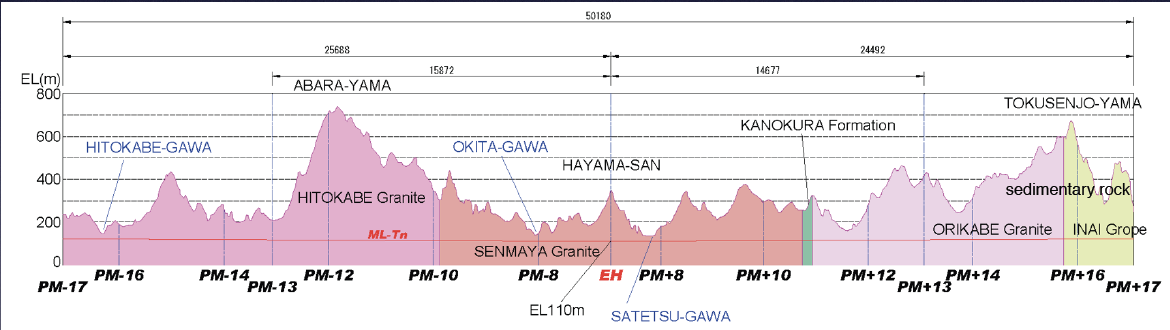 50180
25688
24492
15872
14677
EL(m)
ABARA-YAMA
800
TOKUSENJO-YAMA
KANOKURA Formation
600
HITOKABE-GAWA
OKITA-GAWA
HAYAMA-SAN
400
HITOKABE Granite
sedimentary rock
200
ML-Tn
ORIKABE Granite
INAI Grope
SENMAYA Granite
0
PM-16
PM-14
PM-12
PM-10
PM-8
EH
PM+8
PM+10
PM+12
PM+14
PM+16
PM-17
PM-13
PM+13
PM+17
EL110m
SATETSU-GAWA